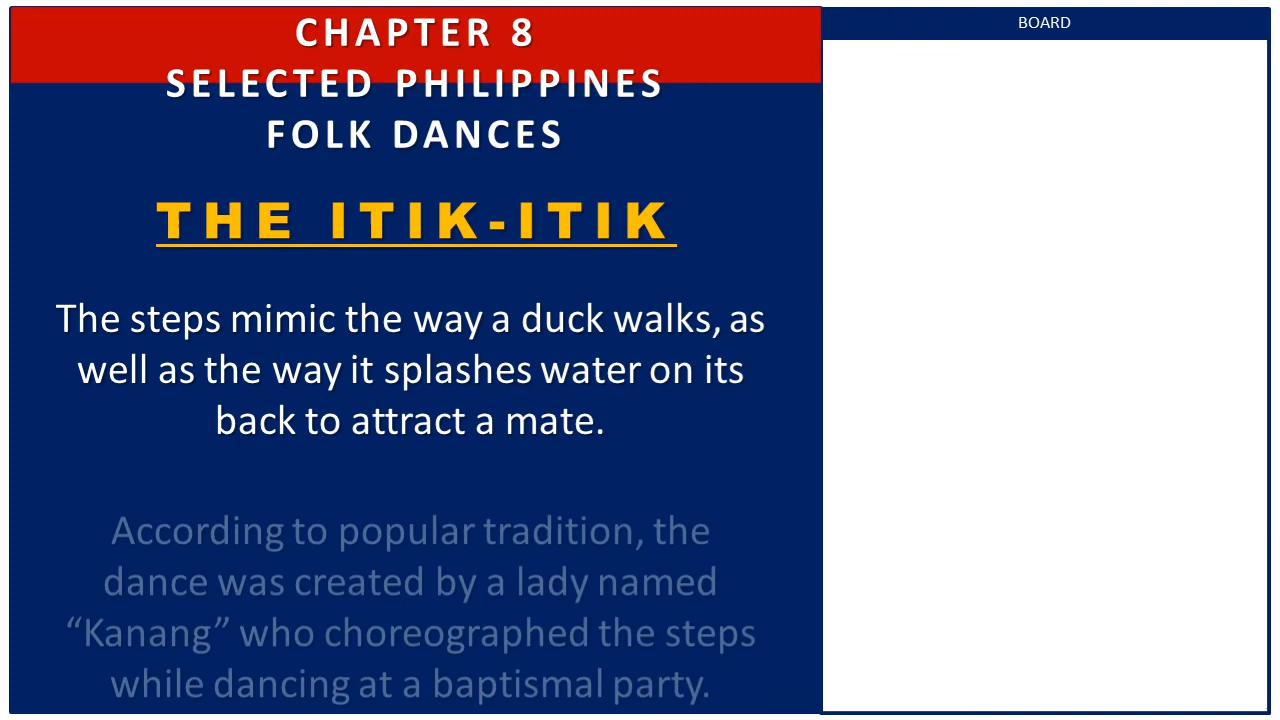 CHAPTER 8
SELECTED PHILIPPINES
FOLK DANCES
THE ITIK-ITIK
The steps mimic the way a duck walks, as
well as the way it splashes water on its
back to attract a mate.
According to popular tradition, the
dance was created by a lady named
“Kanang” who choreographed the steps
while dancing at a baptismal party.
BOARD